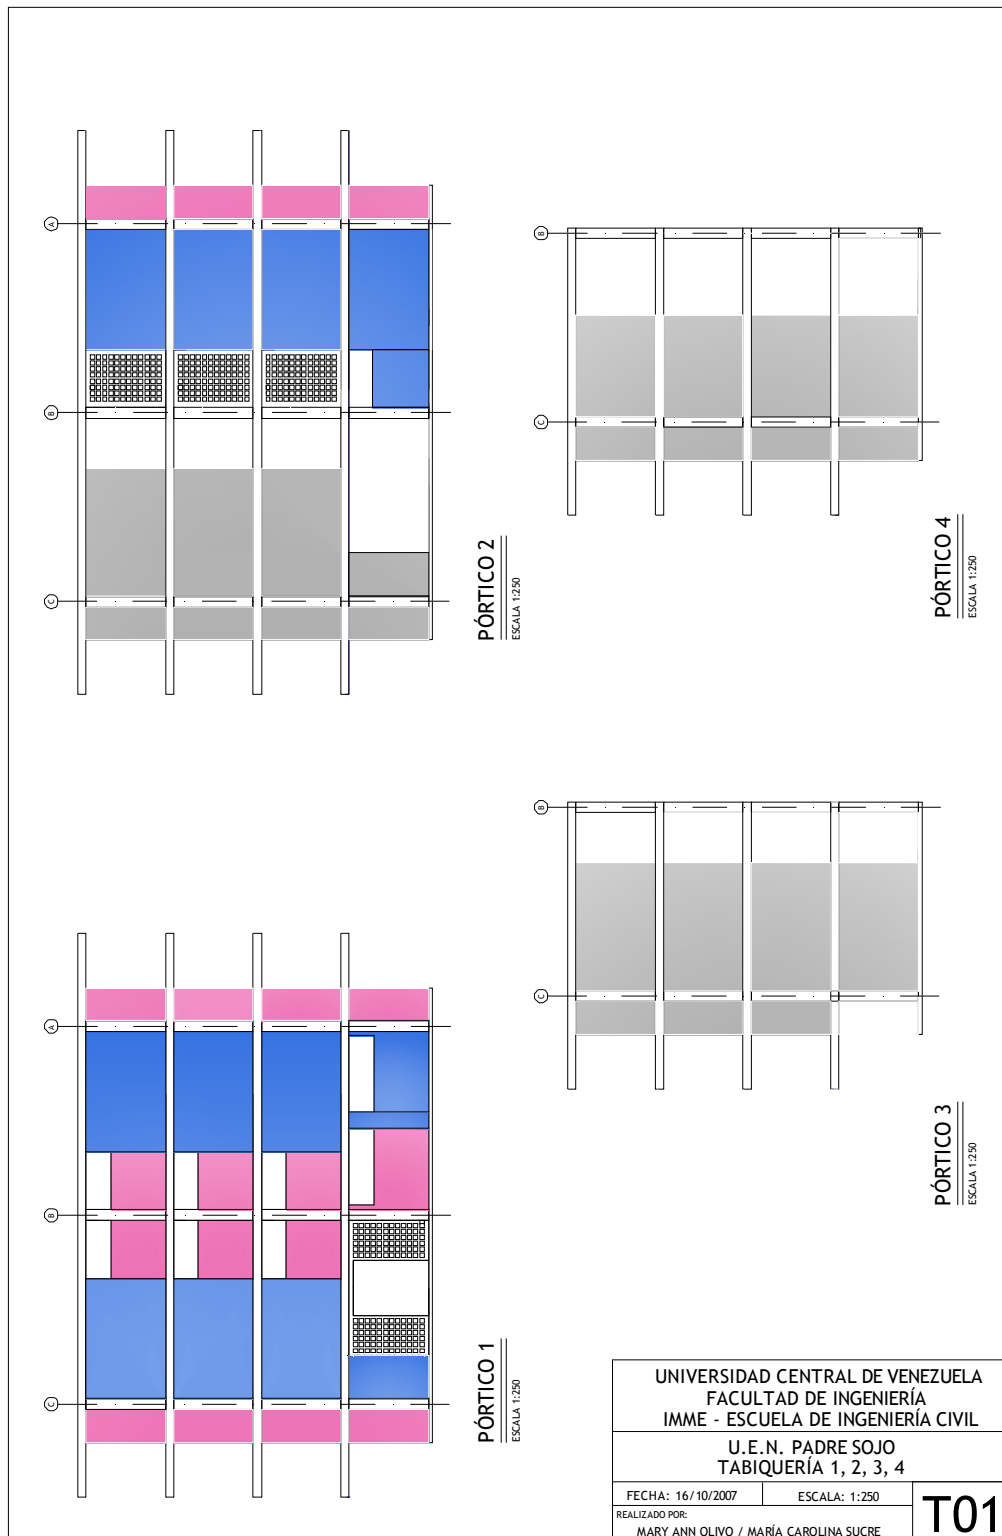 A
B
C
PÓRTICO 2
ESCALA 1:250
B
C
PÓRTICO 4
ESCALA 1:250
A
B
C
PÓRTICO 1
ESCALA 1:250
B
C
PÓRTICO 3
ESCALA 1:250
UNIVERSIDAD CENTRAL DE VENEZUELA
FACULTAD DE INGENIERÍA
IMME - ESCUELA DE INGENIERÍA CIVIL
U.E.N. PADRE SOJO
TABIQUERÍA 1, 2, 3, 4
FECHA: 16/10/2007
ESCALA: 1:250
T01
REALIZADO POR:
MARY ANN OLIVO / MARÍA CAROLINA SUCRE